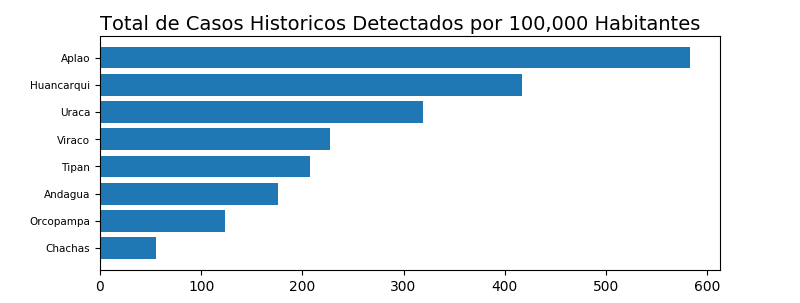 Total de Casos Historicos Detectados por 100,000 Habitantes
Aplao
Huancarqui
Uraca
Viraco
Tipan
Andagua
Orcopampa
Chachas
0 100 200 300 400 500 600